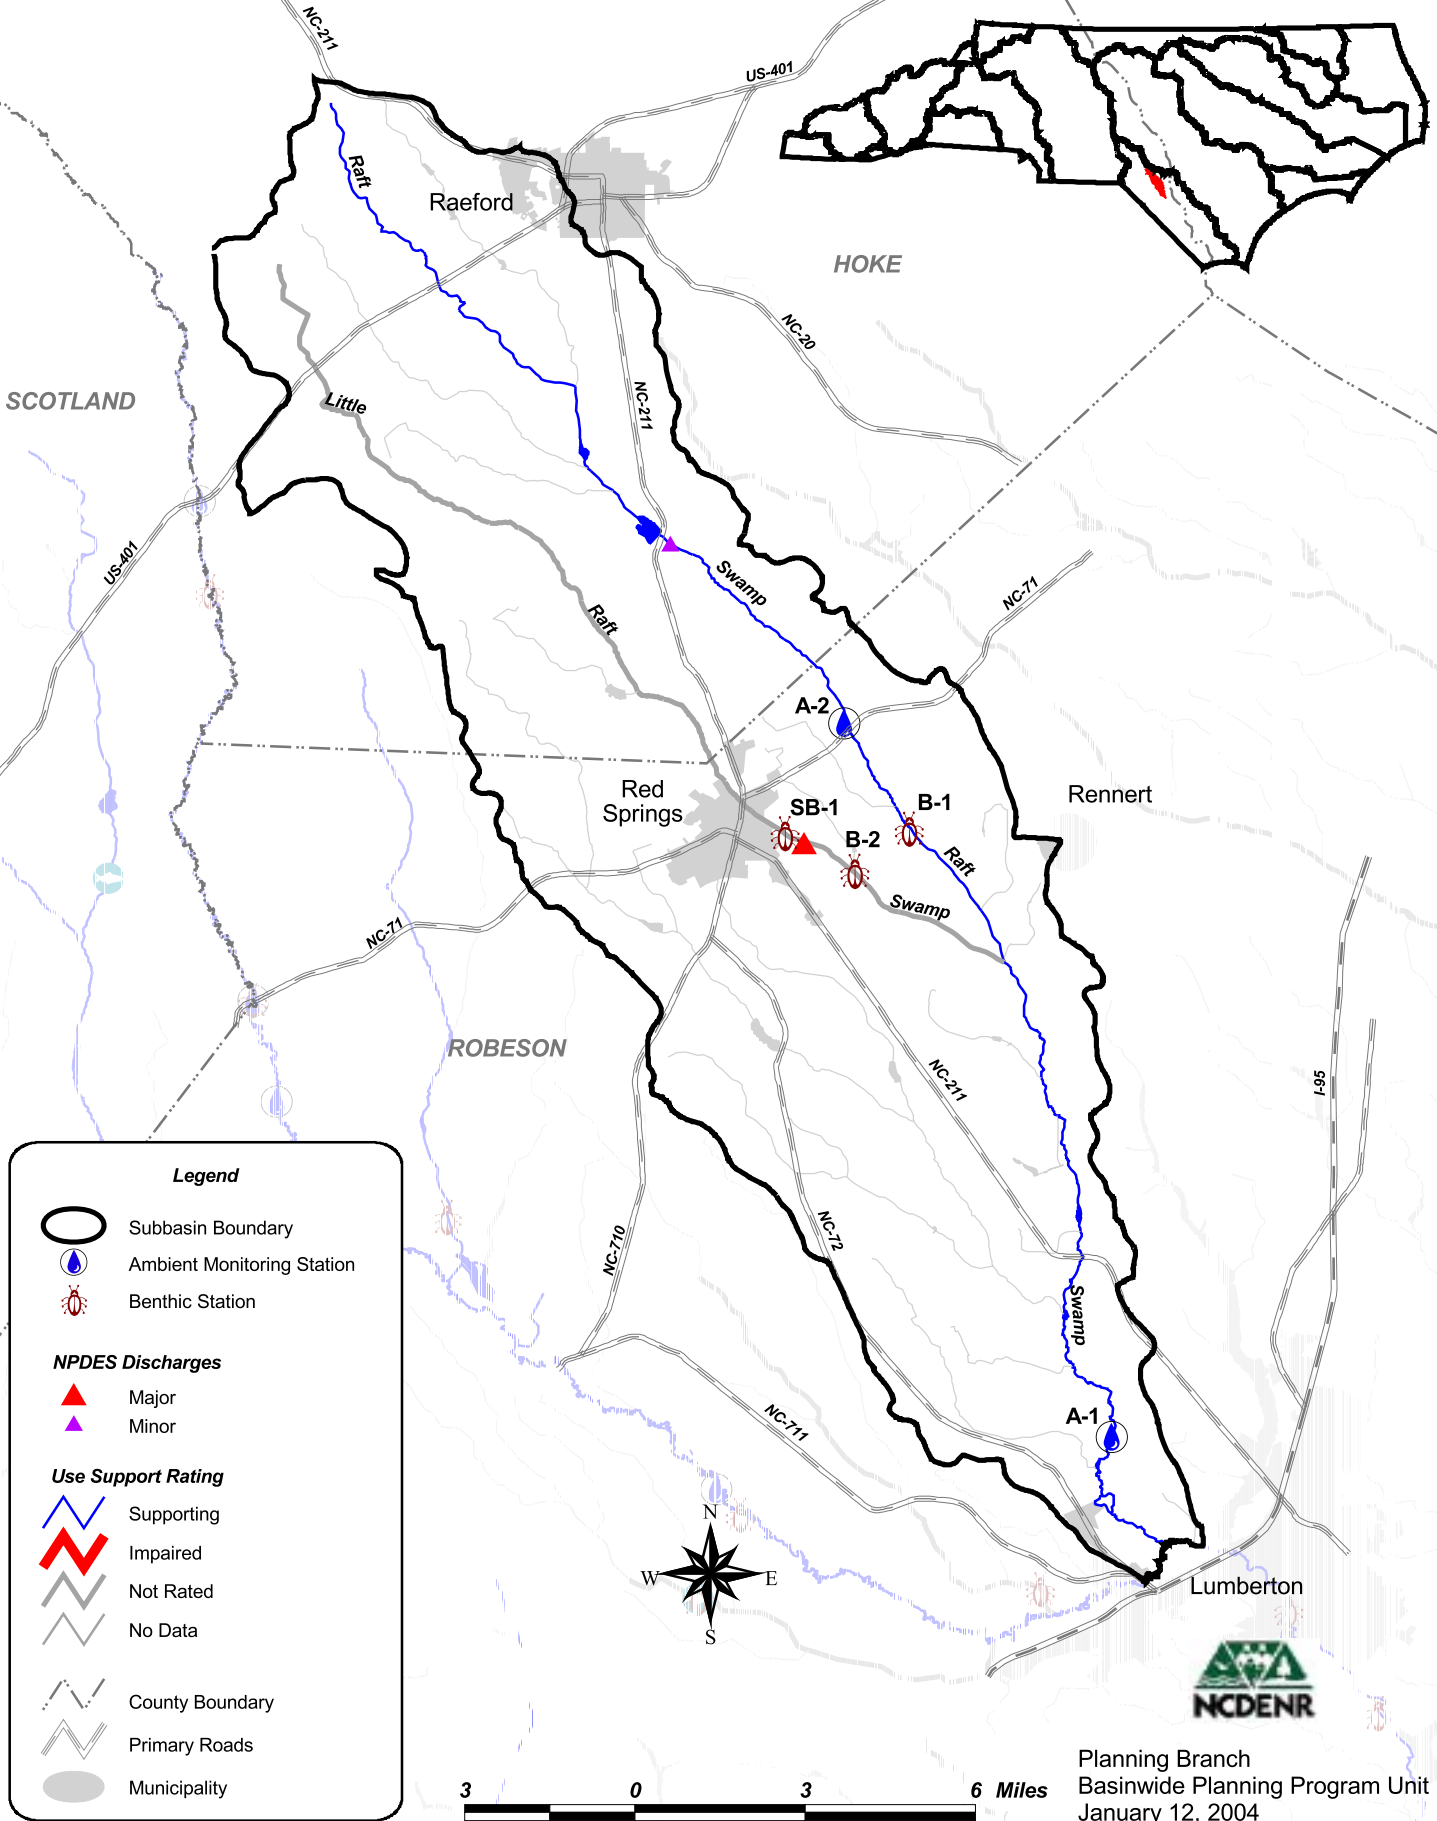 NC-211
US-401
Raft
Raeford
HOKE
NC-20
SCOTLAND
Little
NC-211
US-401
Swamp
NC-71
Raft
A-2
Red
Springs
Rennert
SB-1
B-1
B-2
Raft
Swamp
NC-71
ROBESON
NC-211
I-95
NC-72
NC-710
Swamp
A-1
NC-711
N
W
E
S
Lumberton
Legend
Subbasin Boundary
Ambient Monitoring Station
Benthic Station
NPDES Discharges
Major
Minor
Use Support Rating
Supporting
Impaired
Not Rated
No Data
County Boundary
Primary Roads
Municipality
NCDENR
3 0 3 6 Miles
Planning Branch
Basinwide Planning Program Unit
January 12, 2004